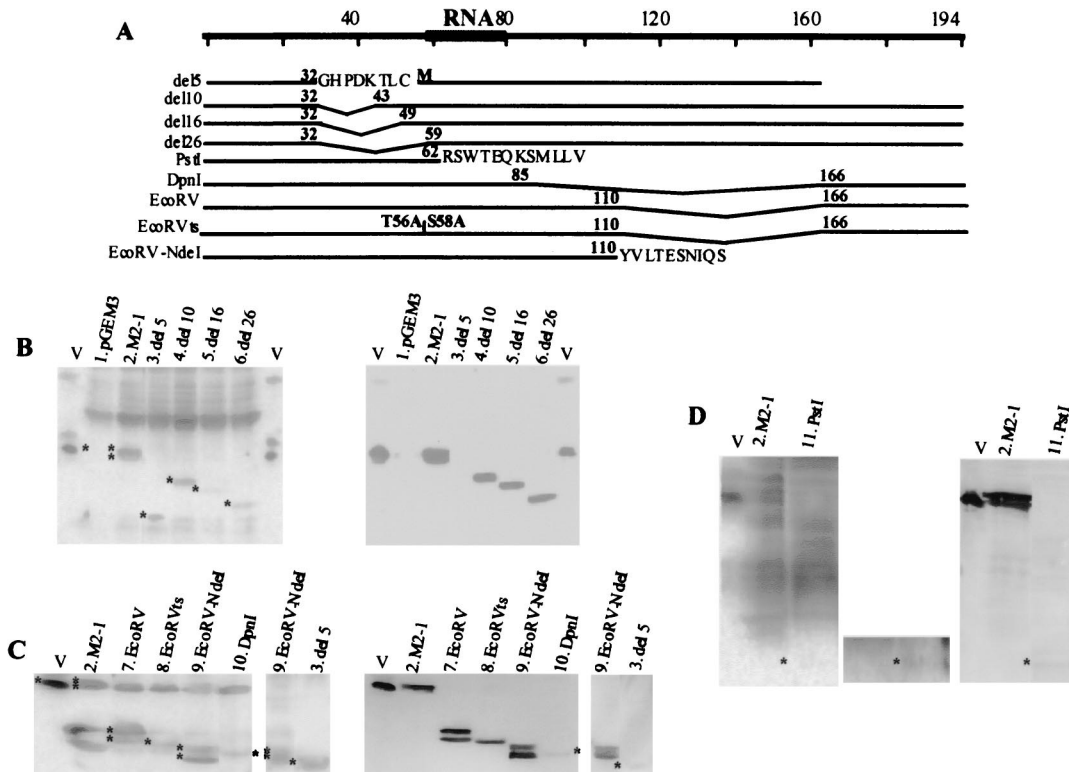 A
40 RNA 80 120 160 194
del5 32 GHPDKTLC M
del10 32 43
del16 32 49
del26 32 59
PstI 62 RSWTEQKSMLLV
DpnI 85 166
EcoRV 110 166
EcoRVts T56A S58A 110 166
EcoRV-NdeI 110 YVLTESNIQS
B
V 1. pGEM3 2. M2-1 3. del 5 4. del 10 5. del 16 6. del 26 V
V 1. pGEM3 2. M2-1 3. del 5 4. del 10 5. del 16 6. del 26 V
* * * * * * * *
D
V 2. M2-1 11. PstI
V 2. M2-1 11. PstI
* * *
C
V 2. M2-1 7. EcoRV 8. EcoRVts 9. EcoRV-NdeI 10. DpnI
9. EcoRV-NdeI 3. del 5
V 2. M2-1 7. EcoRV 8. EcoRVts 9. EcoRV-NdeI 10. DpnI
9. EcoRV-NdeI 3. del 5